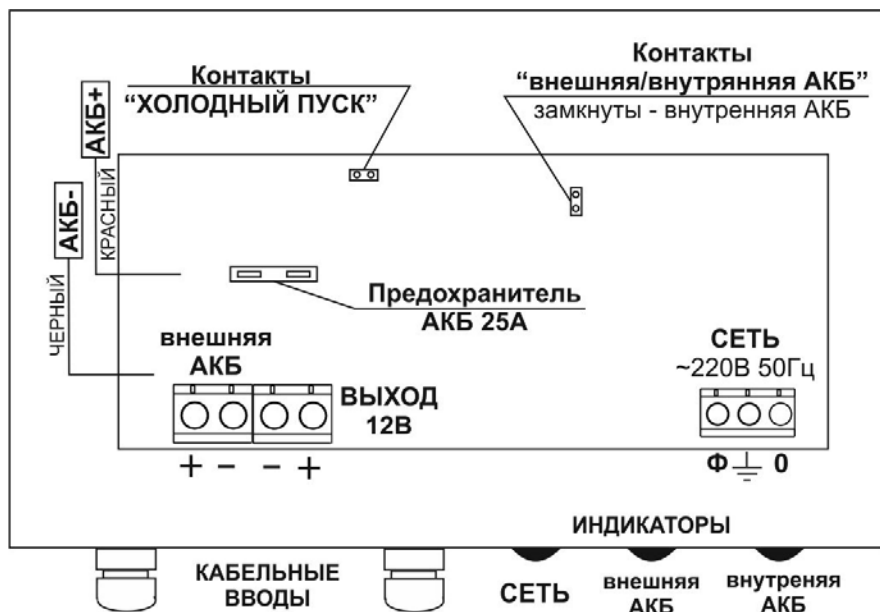 Контакты
“ХОЛОДНЫЙ ПУСК”
Контакты
“внешняя/внутрянняя АКБ”
замкнуты - внутренняя АКБ
АКБ+
КРАСНЫЙ
АКБ-
ЧЕРНЫЙ
Предохранитель
АКБ 25А
внешняя
АКБ
ВЫХОД
12В
СЕТЬ
~220В 50Гц
+ - - +
Ф 0
ИНДИКАТОРЫ
КАБЕЛЬНЫЕ
ВВОДЫ
СЕТЬ
внешняя
АКБ
внутреняя
АКБ